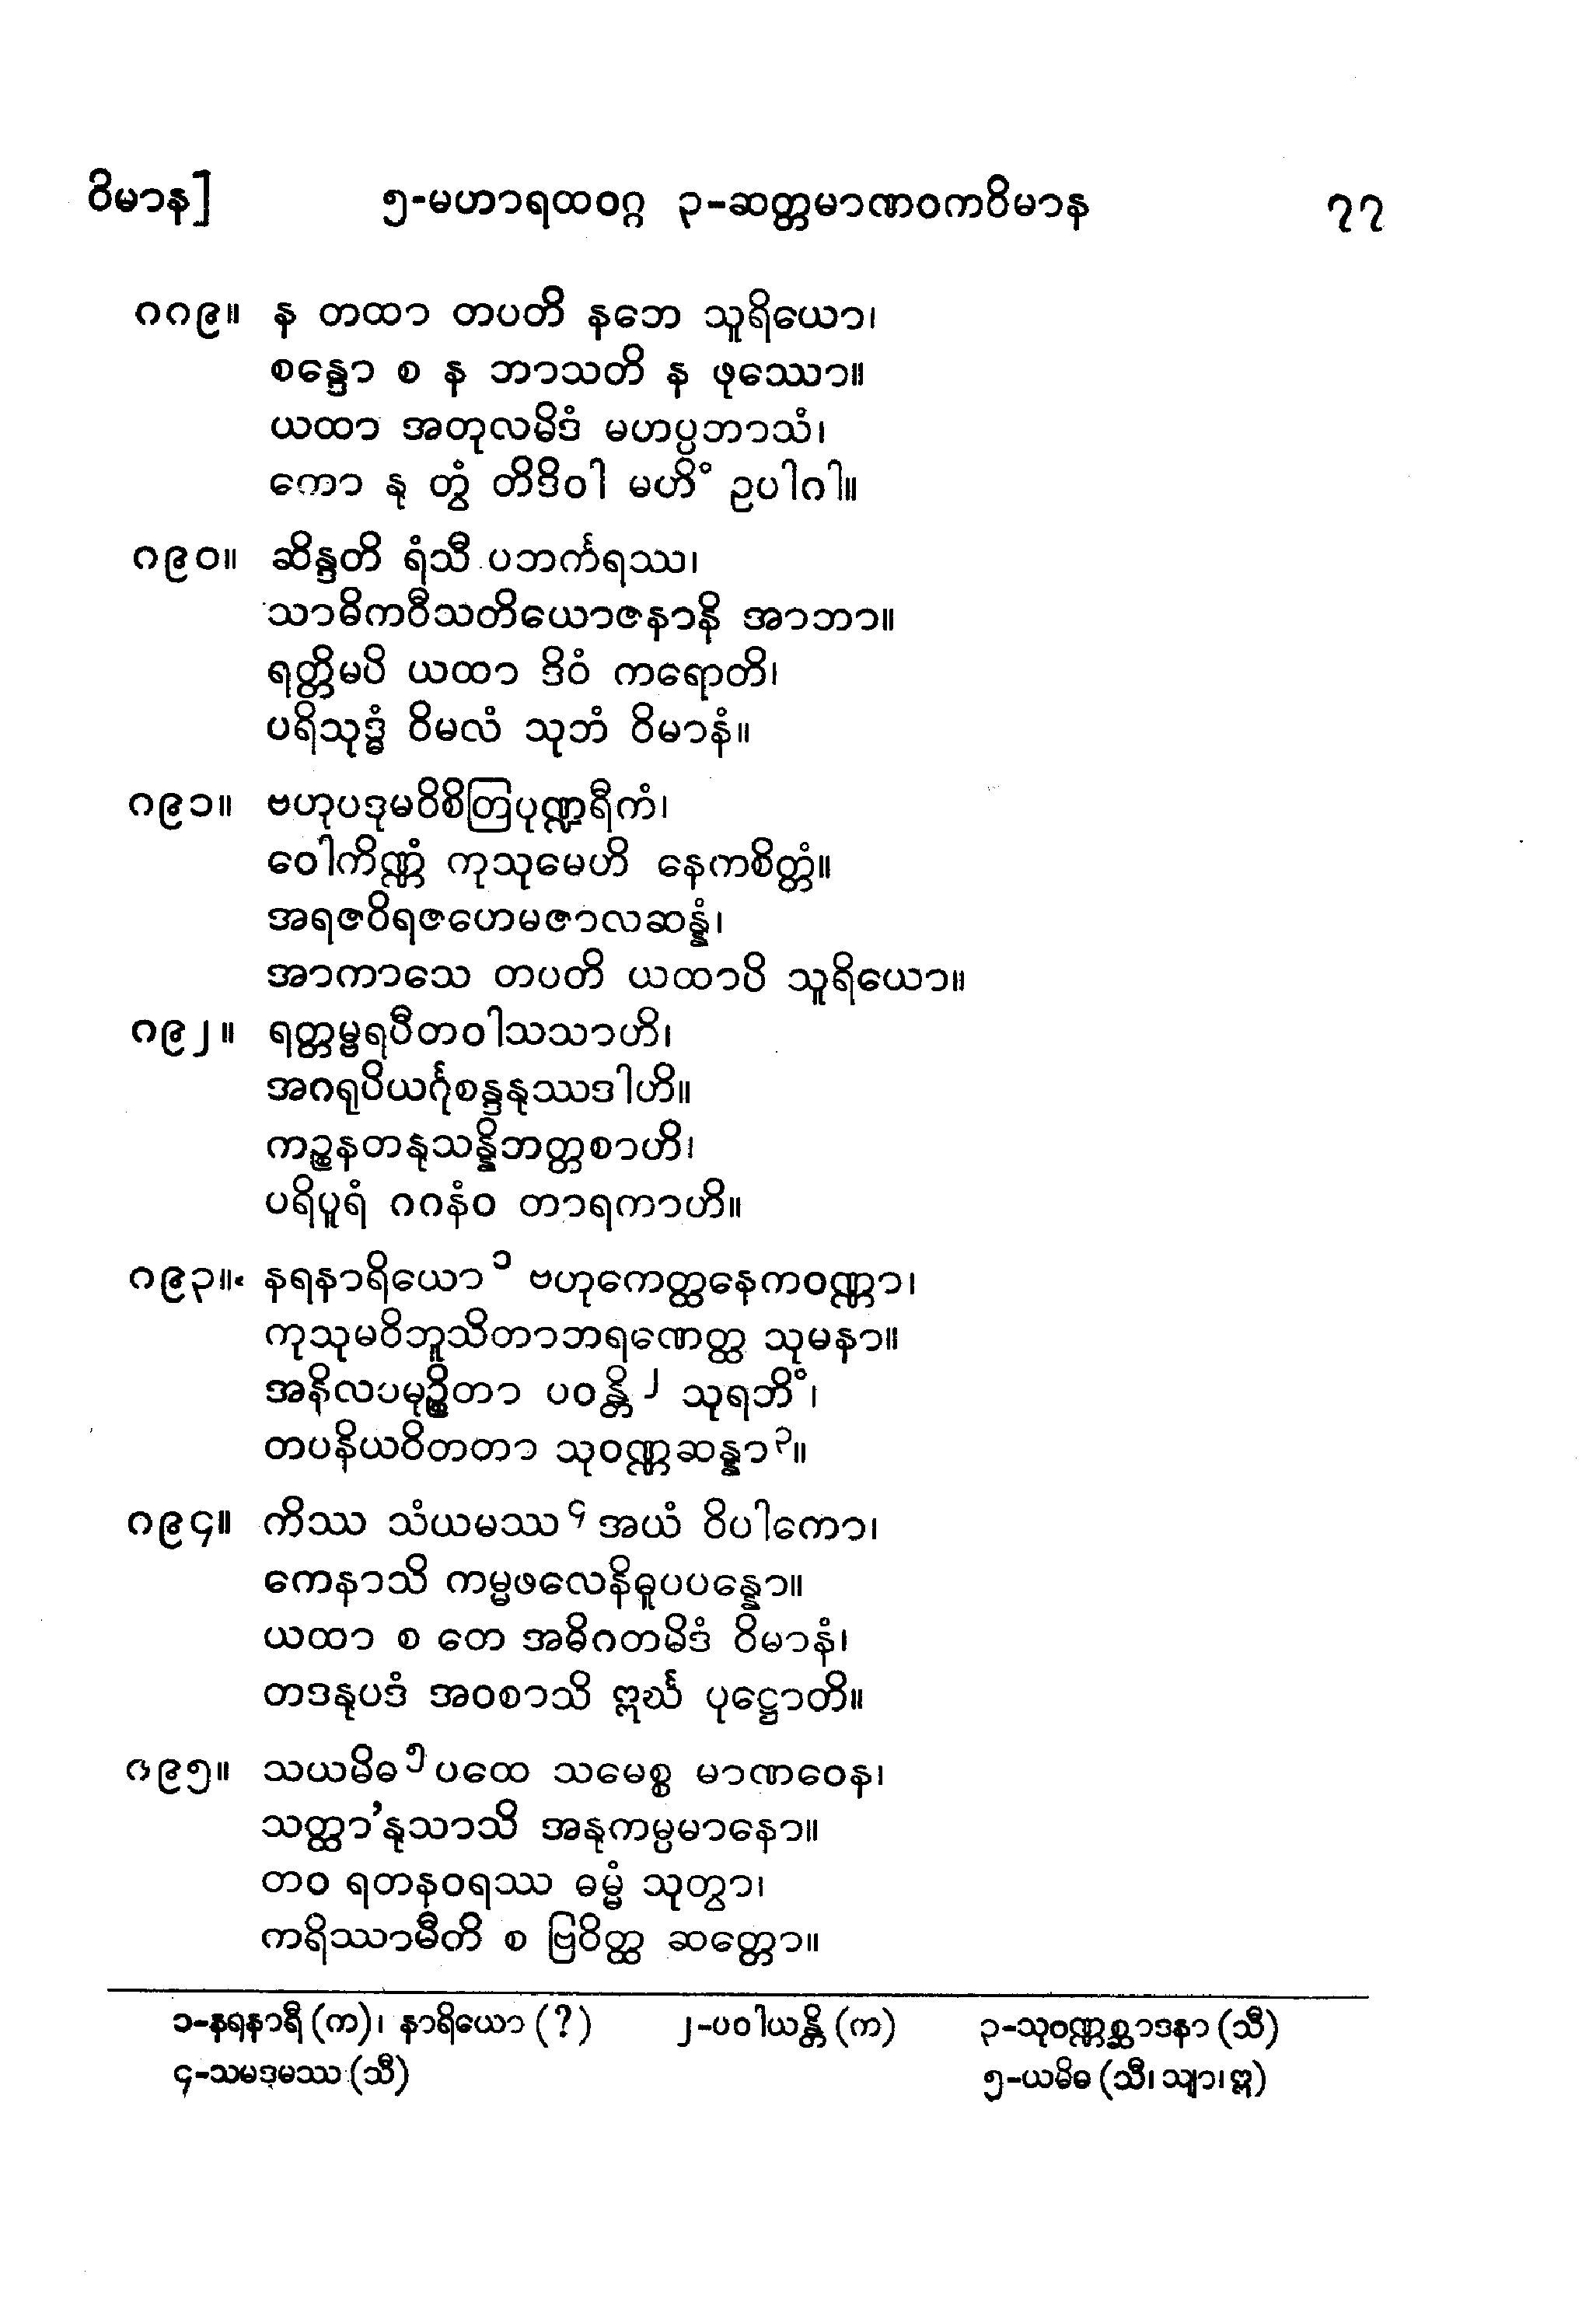 ဝိမာန] ၅-မဟာရထဝဂ္ဂ ၃-ဆတ္တမာဏဝကဝိမာန ၇၇
ဂဂ၉။ န တထာ တပတိ နဘေ သူရိယော၊
စန္ဒော စ န ဘာသတိ န ဖုဿော။
ယထာ အတုလမိဒံ မဟပ္ပဘာသံ၊
ကော နု တွံ တိဒိဝါ မဟိံ ဥပါဂါ။
ဂ၉၀။ ဆိန္ဒတိ ရံသီ ပဘင်္ကရဿ၊
သာဓိကဝီသတိယောဇနာနိ အာဘာ။
ရတ္တိမပိ ယထာ ဒိဝံ ကရောတိ၊
ပရိသုဒ္ဓံ ဝိမလံ သုဘံ ဝိမာနံ။
ဂ၉၁။ ဗဟုပဒုမဝိစိတြပုဏ္ဍရီကံ၊
ဝေါကိဏ္ဏံ ကုသုမေဟိ နေကစိတ္တံ။
အရဇဝိရဇဟေမဇာလဆန္နံ၊
အာကာသေ တပတိ ယထာပိ သူရိယော။
ဂ၉၂။ ရတ္တမ္ဗရပီတဝါသသာဟိ၊
အဂရုပိယင်္ဂုစန္ဒနုဿဒါဟိ။
ကဉ္စနတနုသန္နိဘတ္တစာဟိ၊
ပရိပူရံ ဂဂနံဝ တာရကာဟိ။
ဂ၉၃။ နရနာရိယော ၁ ဗဟုကေတ္ထနေကဝဏ္ဏာ၊
ကုသုမဝိဘူသိတာဘရဏေတ္ထ သုမနာ။
အနိလပမုဉ္စိတာ ပဝန္တိ ၂ သုရဘိံ၊
တပနိယဝိတတာ သုဝဏ္ဏဆန္နာ ၃။
ဂ၉၄။ ကိဿ သံယမဿ ၄ အယံ ဝိပါကော၊
ကေနာသိ ကမ္မဖလေနိဓူပပန္နော။
ယထာ စ တေ အဓိဂတမိဒံ ဝိမာနံ၊
တဒနုပဒံ အဝစာသိ ဣင်္ဃ ပုဋ္ဌောတိ။
ဂ၉၅။ သယမိဓ ၅ ပထေ သမေစ္စ မာဏဝေန၊
သတ္ထာ’နုသာသိ အနုကမ္ပမာနော။
တဝ ရတနဝရဿ ဓမ္မံ သုတွာ၊
ကရိဿာမီတိ စ ဗြဝိတ္ထ ဆတ္တော။
၁-နရနာရီ (က)၊ နာရိယော (?) ၂-ပဝါယန္တိ (က) ၃-သုဝဏ္ဏစ္ဆာဒနာ (သီ)
၄-သမဒမဿ (သီ) ၅-ယမိဓ (သီ၊ သျာ၊ ဣ)